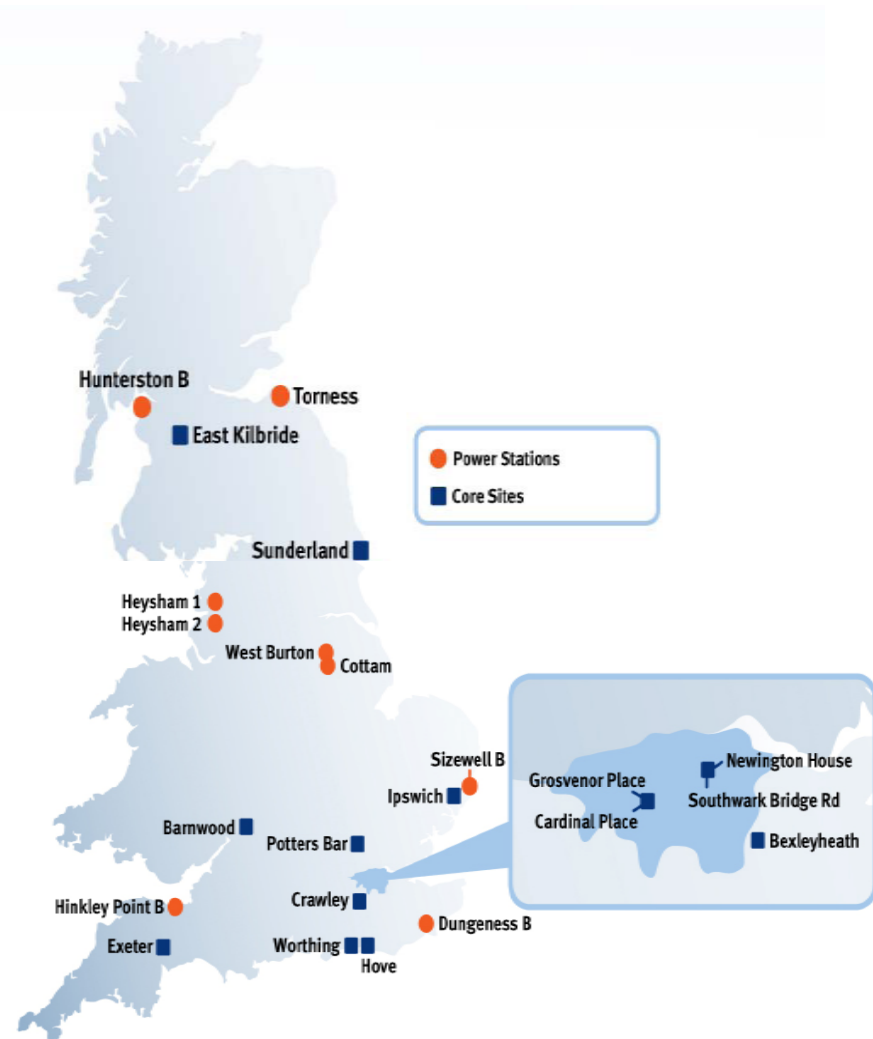 Hunterston B
Torness
East Kilbride
Power Stations
Core Sites
Sunderland
Heysham 1
Heysham 2
West Burton
Cottam
Sizewell B
Ipswich
Newington House
Grosvenor Place
Southwark Bridge Rd
Cardinal Place
Bexleyheath
Barnwood
Potters Bar
Crawley
Hinkley Point B
Dungeness B
Exeter
Worthing
Hove